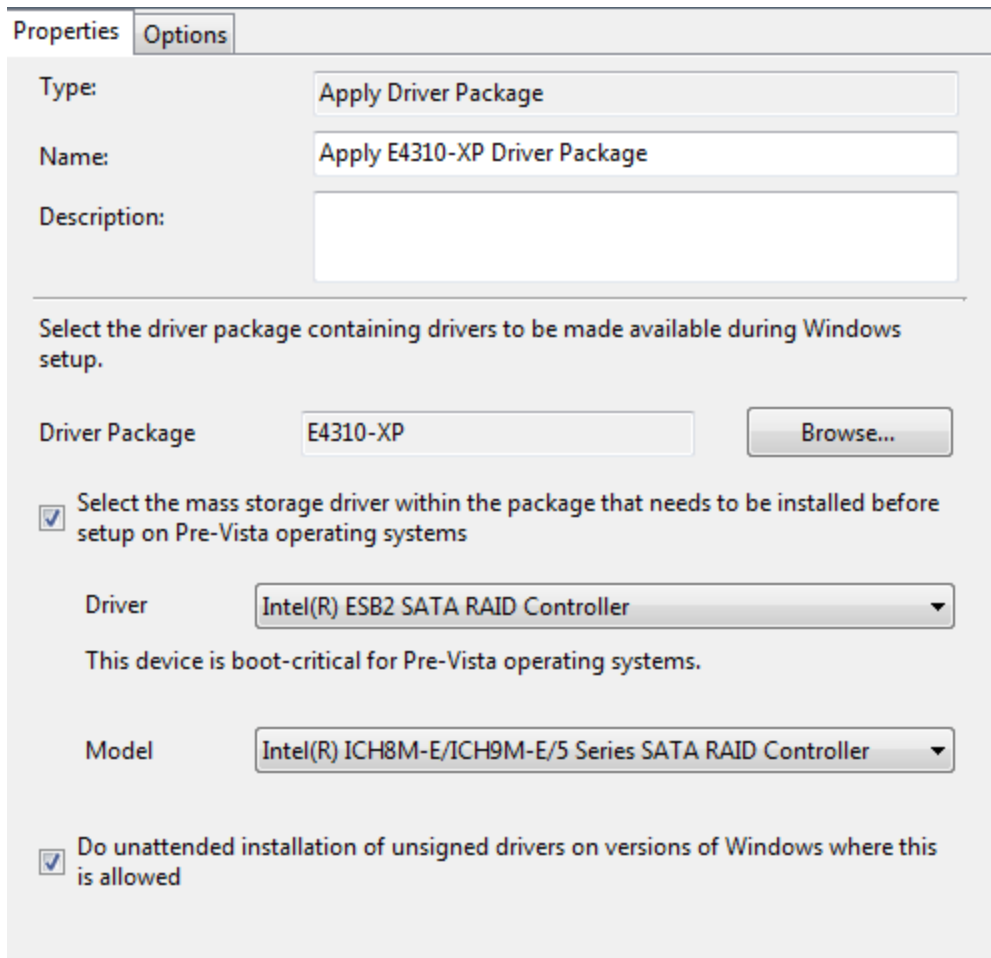 Properties Options
Type: Apply Driver Package
Name: Apply E4310-XP Driver Package
Description:
Select the driver package containing drivers to be made available during Windows
setup.
Driver Package E4310-XP Browse...
Select the mass storage driver within the package that needs to be installed before
setup on Pre-Vista operating systems
Driver Intel(R) ESB2 SATA RAID Controller
This device is boot-critical for Pre-Vista operating systems.
Model Intel(R) ICH8M-E/ICH9M-E/5 Series SATA RAID Controller
Do unattended installation of unsigned drivers on versions of Windows where this
is allowed